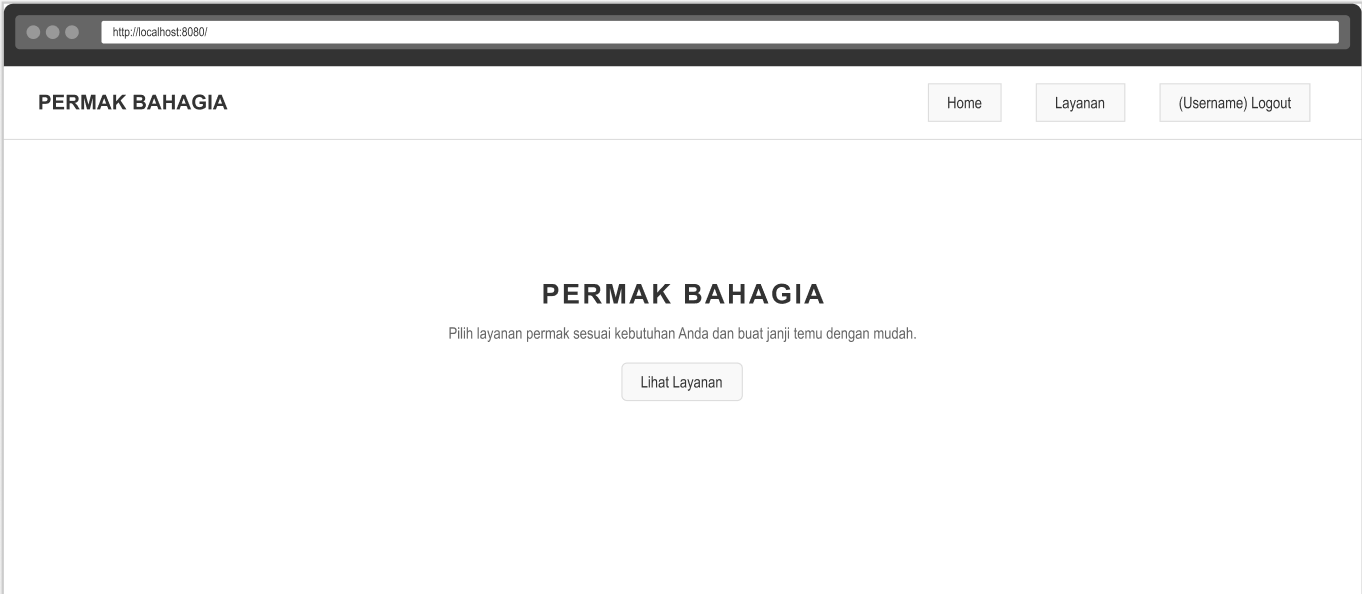 http://localhost:8080/
PERMAK BAHAGIA
Home
Layanan
(Username) Logout
PERMAK BAHAGIA
Pilih layanan permak sesuai kebutuhan Anda dan buat janji temu dengan mudah.
Lihat Layanan